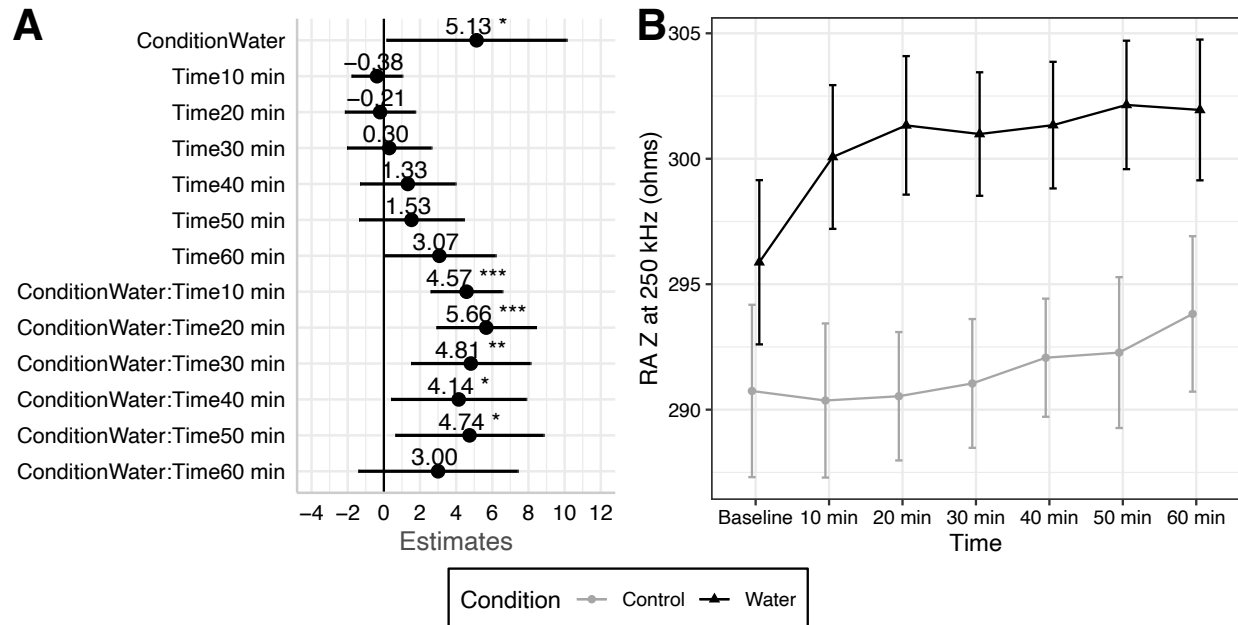 A
ConditionWater
5.13 *
Time10 min
−0.38
Time20 min
−0.21
Time30 min
0.30
Time40 min
1.33
Time50 min
1.53
Time60 min
3.07
ConditionWater:Time10 min
4.57 ***
ConditionWater:Time20 min
5.66 ***
ConditionWater:Time30 min
4.81 **
ConditionWater:Time40 min
4.14 *
ConditionWater:Time50 min
4.74 *
ConditionWater:Time60 min
3.00
−4 −2 0 2 4 6 8 10 12
Estimates
B
RA Z at 250 kHz (ohms)
305
300
295
290
Baseline 10 min 20 min 30 min 40 min 50 min 60 min
Time
Condition Control Water